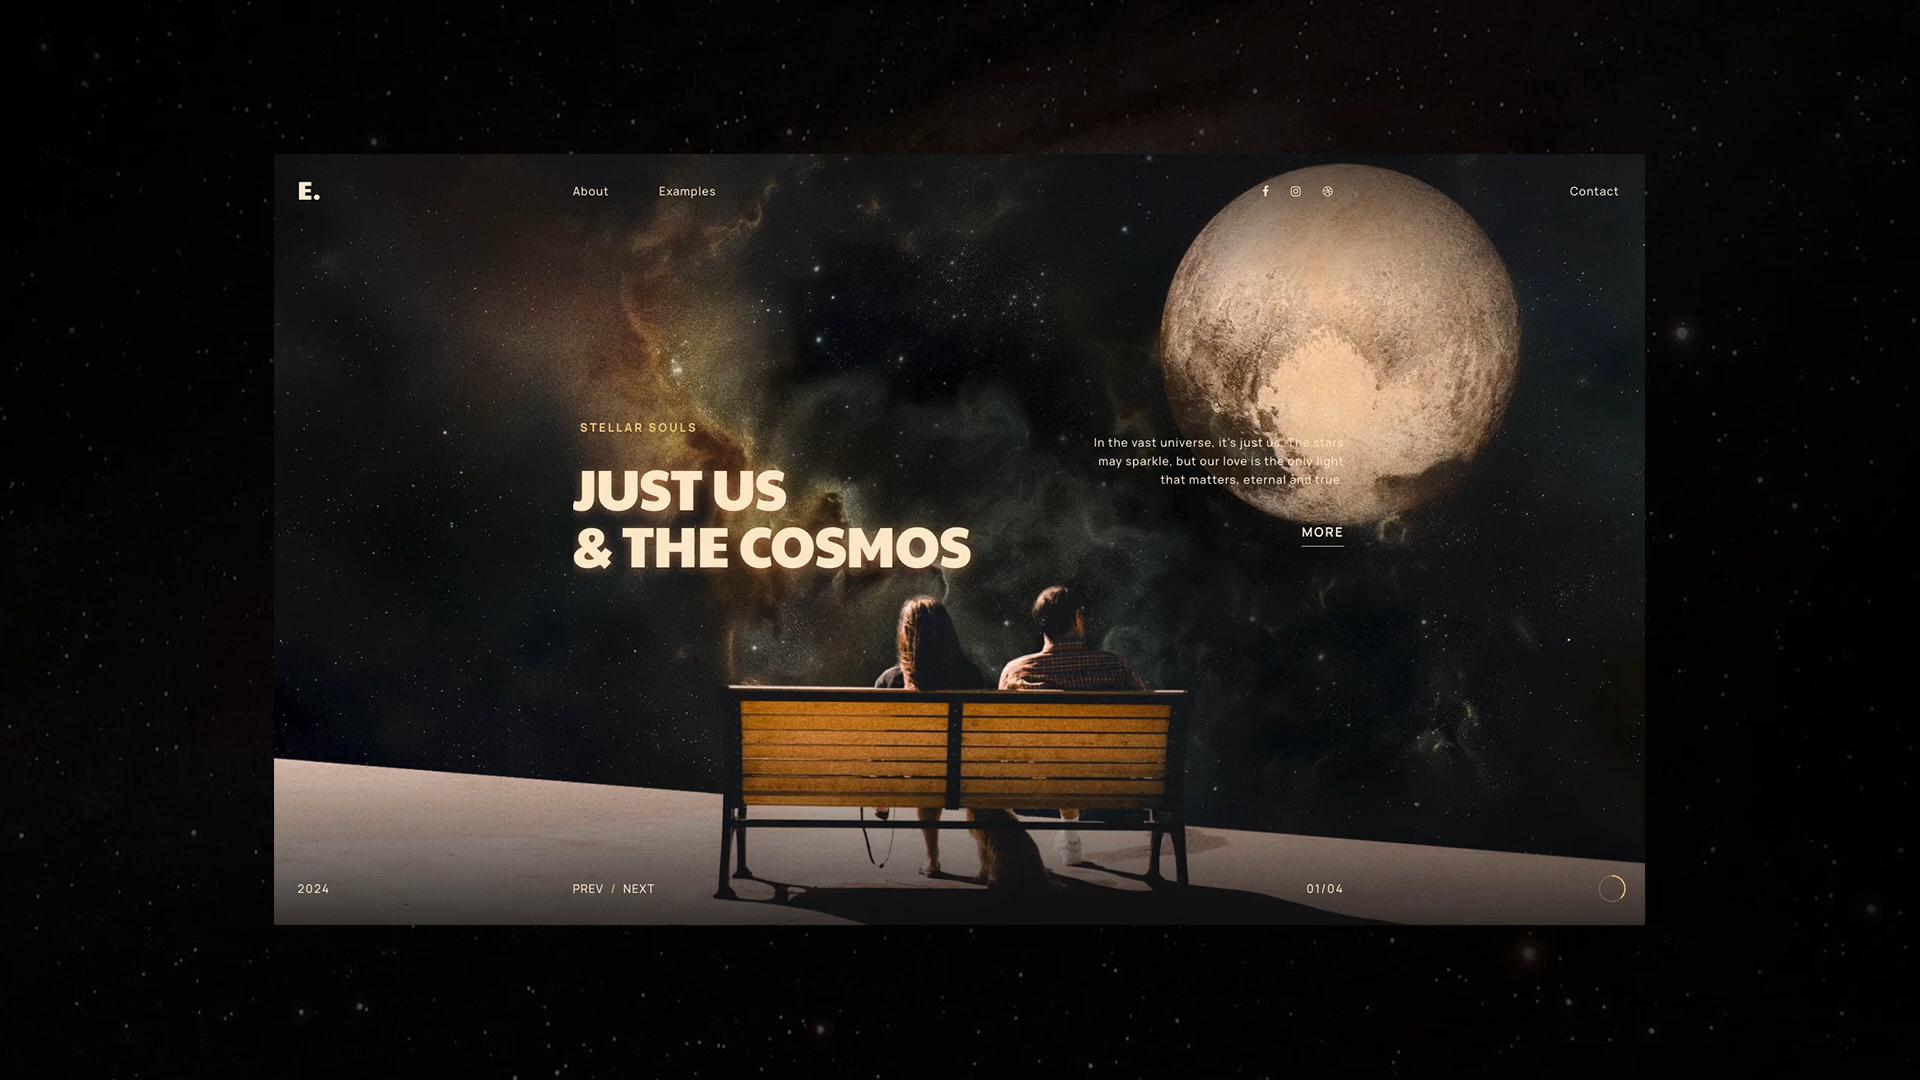 E.
About
Examples
Contact
STELLAR SOULS
JUST US
& THE COSMOS
In the vast universe, it's just us. The stars
may sparkle, but our love is the only light
that matters, eternal and true.
MORE
2024
PREV / NEXT
01/04